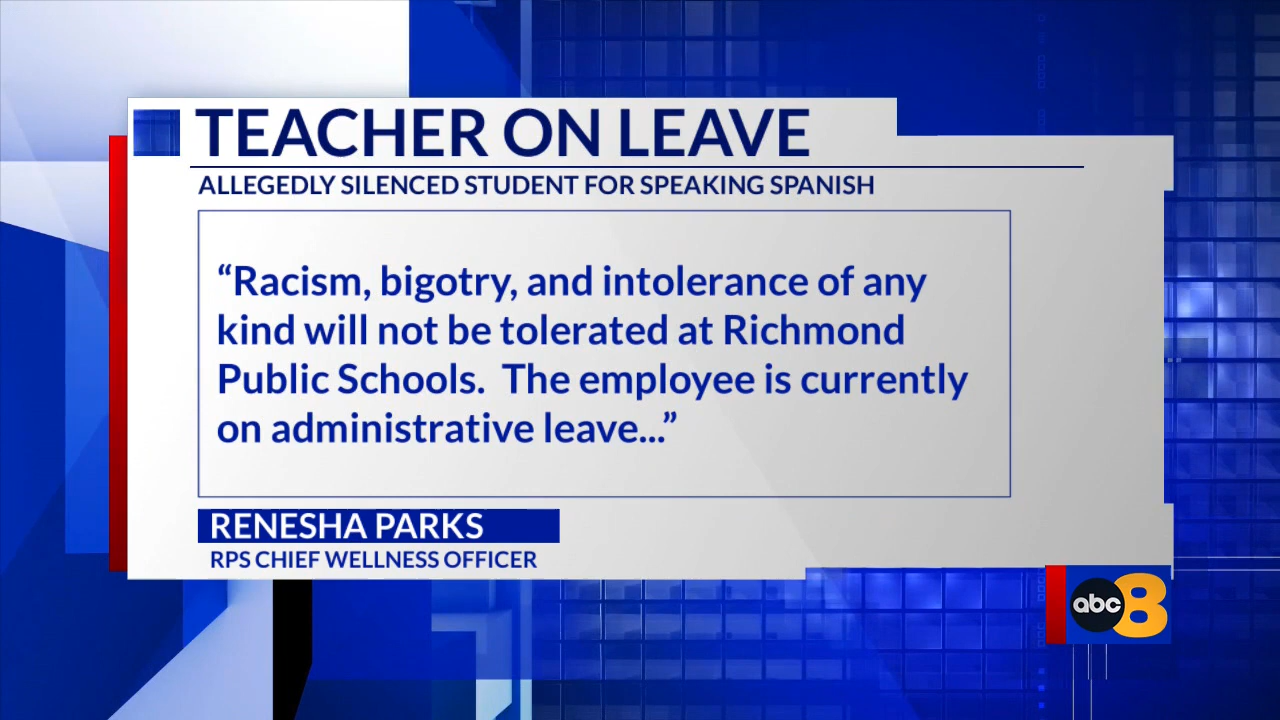 TEACHER ON LEAVE
ALLEGEDLY SILENCED STUDENT FOR SPEAKING SPANISH
“Racism, bigotry, and intolerance of any
kind will not be tolerated at Richmond
Public Schools.  The employee is currently
on administrative leave...”
RENESHA PARKS
RPS CHIEF WELLNESS OFFICER
abc 8